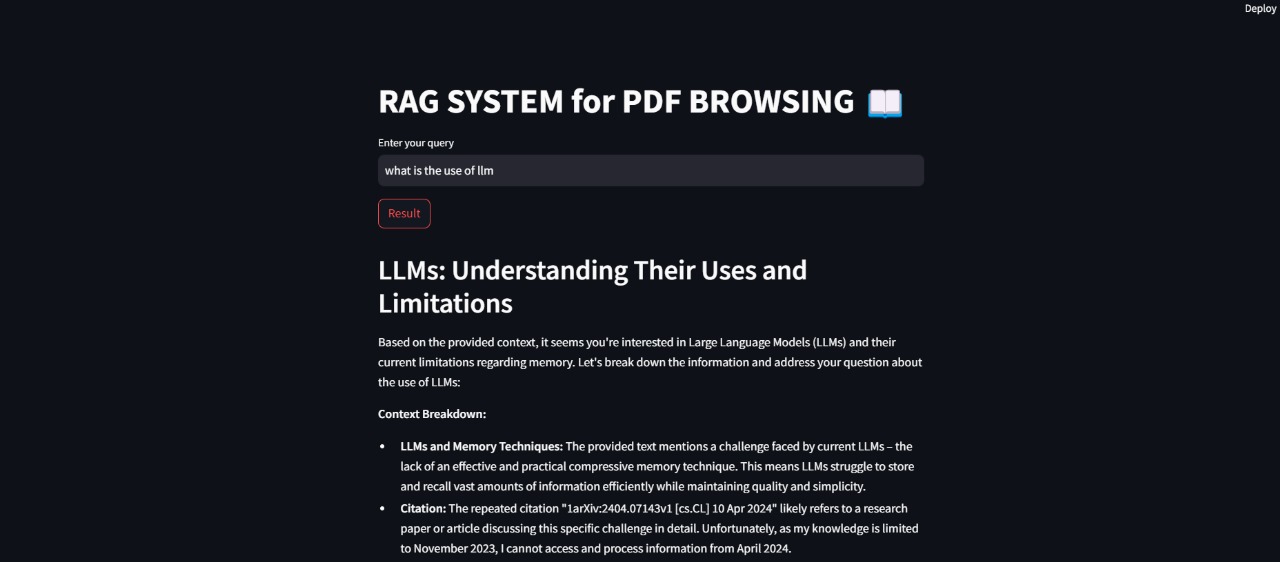 Deploy
RAG SYSTEM for PDF BROWSING 📖
Enter your query
what is the use of llm
Result
LLMs: Understanding Their Uses and
Limitations
Based on the provided context, it seems you're interested in Large Language Models (LLMs) and their
current limitations regarding memory. Let's break down the information and address your question about
the use of LLMs:
Context Breakdown:
• LLMs and Memory Techniques: The provided text mentions a challenge faced by current LLMs – the
lack of an effective and practical compressive memory technique. This means LLMs struggle to store
and recall vast amounts of information efficiently while maintaining quality and simplicity.
• Citation: The repeated citation "1arXiv:2404.07143v1 [cs.CL] 10 Apr 2024" likely refers to a research
paper or article discussing this specific challenge in detail. Unfortunately, as my knowledge is limited
to November 2023, I cannot access and process information from April 2024.